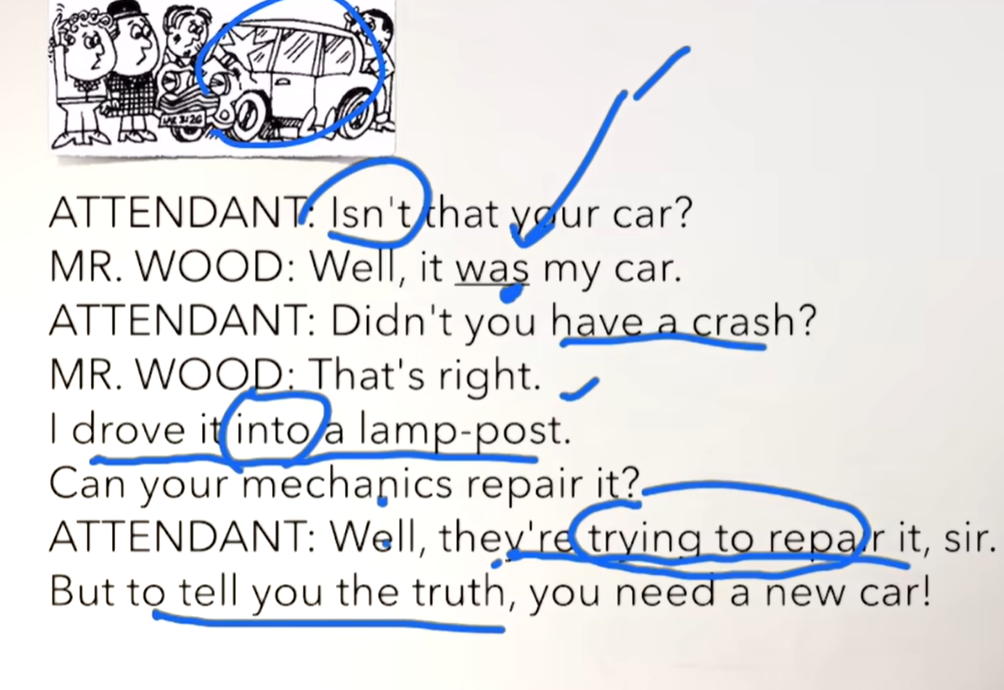 ATTENDANT: Isn't that your car?
MR. WOOD: Well, it was my car.
ATTENDANT: Didn't you have a crash?
MR. WOOD: That's right.
I drove it into a lamp-post.
Can your mechanics repair it?
ATTENDANT: Well, they're trying to repair it, sir.
But to tell you the truth, you need a new car!